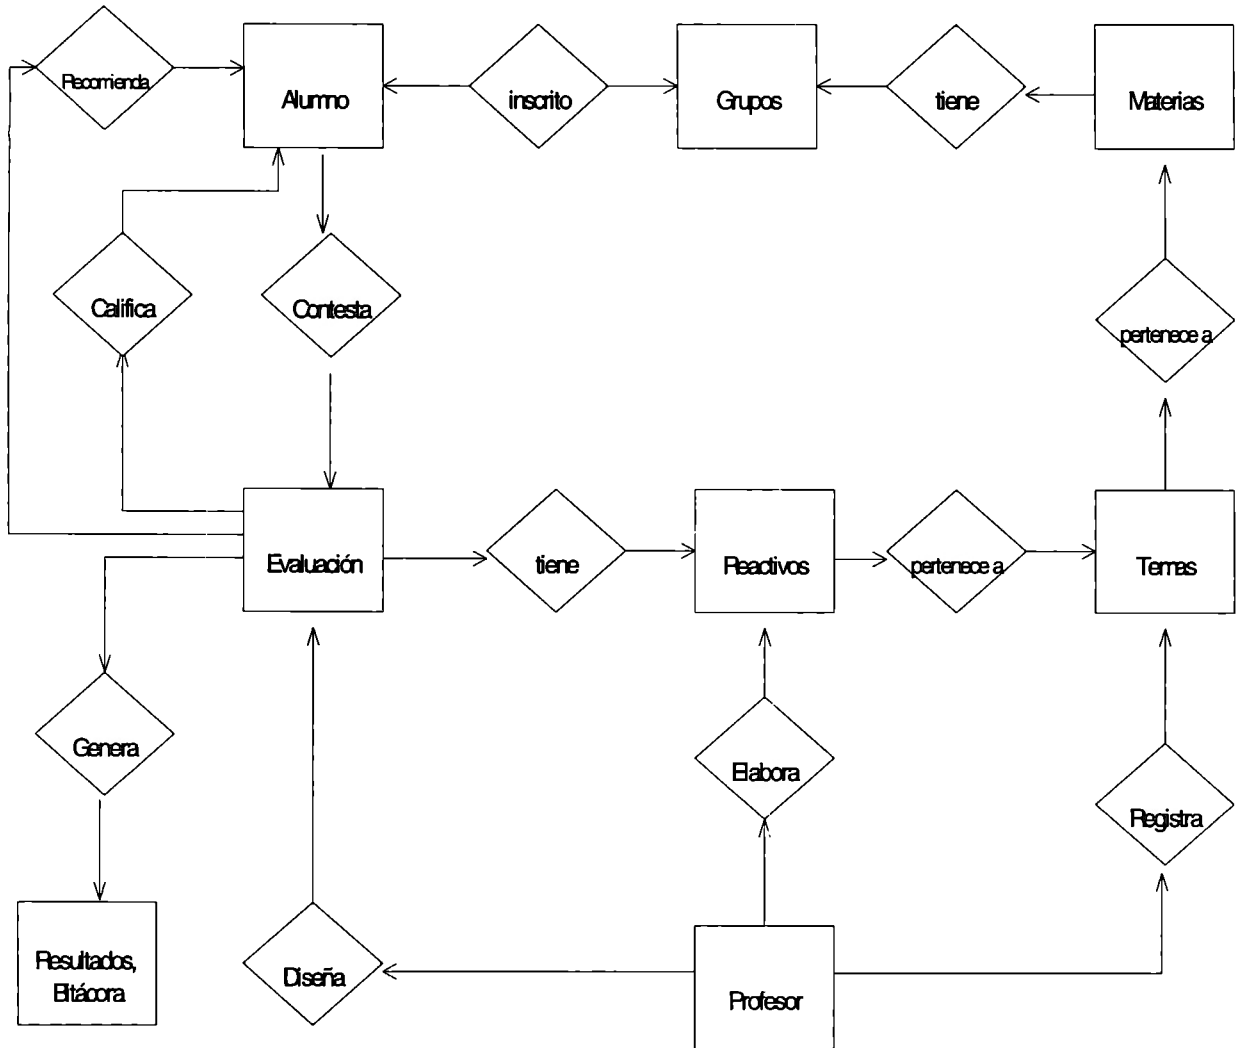 Recomienda
Alumno
inscrito
Grupos
tiene
Materias
Califica
Contesta
pertenece a
Evaluación
tiene
Reactivos
pertenece a
Temas
Genera
Elabora
Registra
Resultados,
Bitácora
Diseña
Profesor